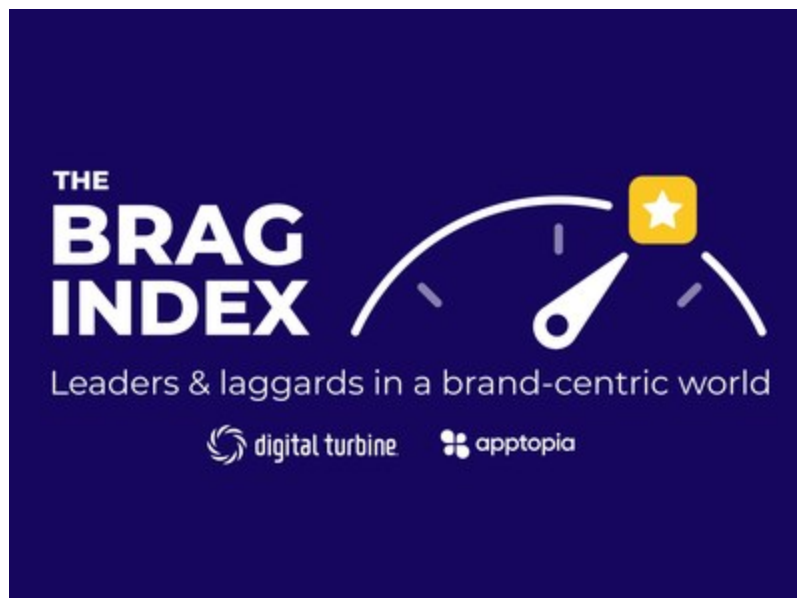 THE
BRAG
INDEX
Leaders & laggards in a brand-centric world
digital turbine apptopia